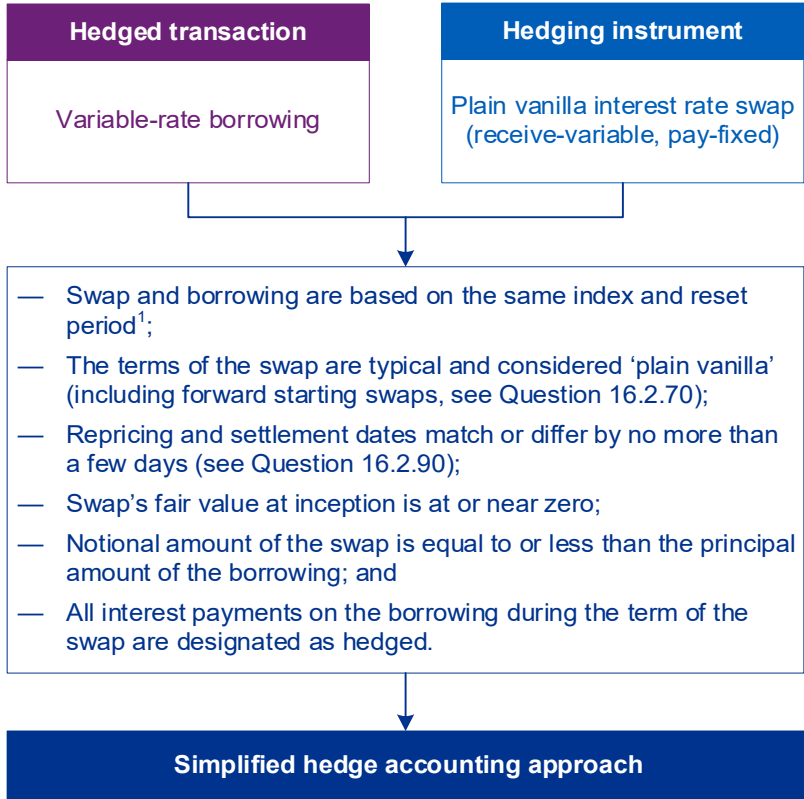 Hedged transaction
Hedging instrument
Variable-rate borrowing
Plain vanilla interest rate swap
(receive-variable, pay-fixed)
— Swap and borrowing are based on the same index and reset
period¹;
— The terms of the swap are typical and considered ‘plain vanilla’
(including forward starting swaps, see Question 16.2.70);
— Repricing and settlement dates match or differ by no more than
a few days (see Question 16.2.90);
— Swap’s fair value at inception is at or near zero;
— Notional amount of the swap is equal to or less than the principal
amount of the borrowing; and
— All interest payments on the borrowing during the term of the
swap are designated as hedged.
Simplified hedge accounting approach